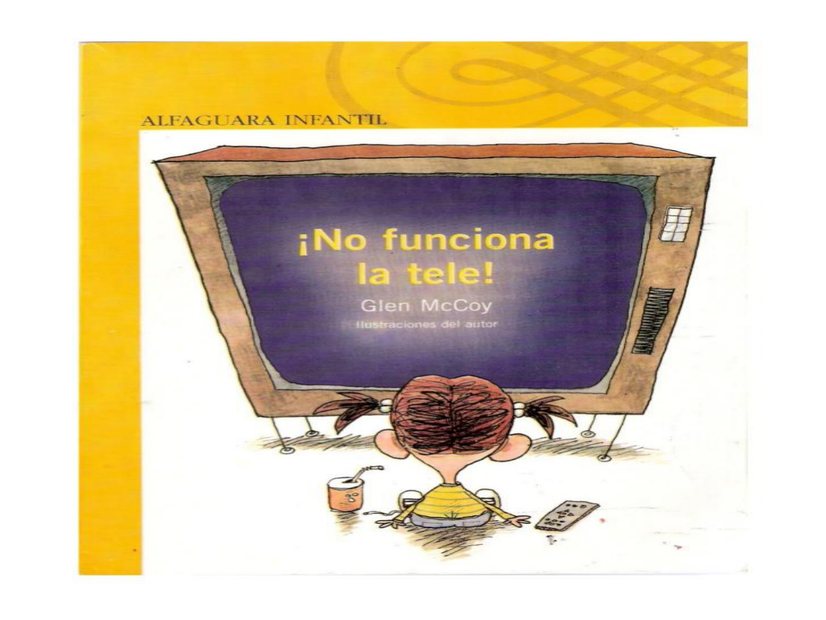 ALFAGUARA INFANTIL
¡No funciona
la tele!
Glen McCoy
Ilustraciones del autor